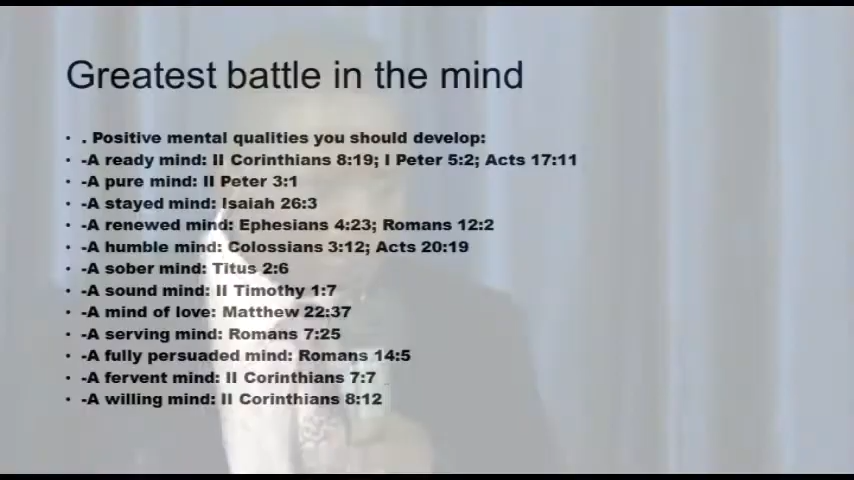 Greatest battle in the mind
• . Positive mental qualities you should develop:
• -A ready mind: II Corinthians 8:19; I Peter 5:2; Acts 17:11
• -A pure mind: II Peter 3:1
• -A stayed mind: Isaiah 26:3
• -A renewed mind: Ephesians 4:23; Romans 12:2
• -A humble mind: Colossians 3:12; Acts 20:19
• -A sober mind: Titus 2:6
• -A sound mind: II Timothy 1:7
• -A mind of love: Matthew 22:37
• -A serving mind: Romans 7:25
• -A fully persuaded mind: Romans 14:5
• -A fervent mind: II Corinthians 7:7
• -A willing mind: II Corinthians 8:12